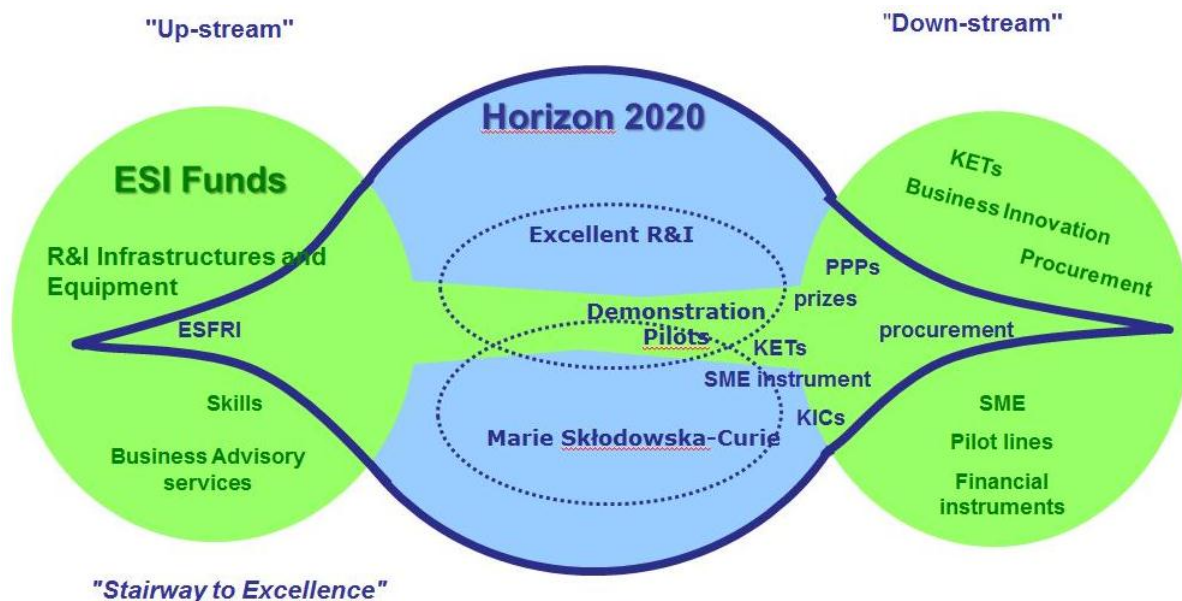 "Up-stream"
"Down-stream"
Horizon 2020
ESI Funds
R&I Infrastructures and
Equipment
ESFRI
Skills
Business Advisory
services
Excellent R&I
Demonstration
Pilots
Marie Skłodowska-Curie
PPPs
prizes
KETs
SME instrument
KICs
procurement
KETs
Business Innovation
Procurement
SME
Pilot lines
Financial
instruments
"Stairway to Excellence"